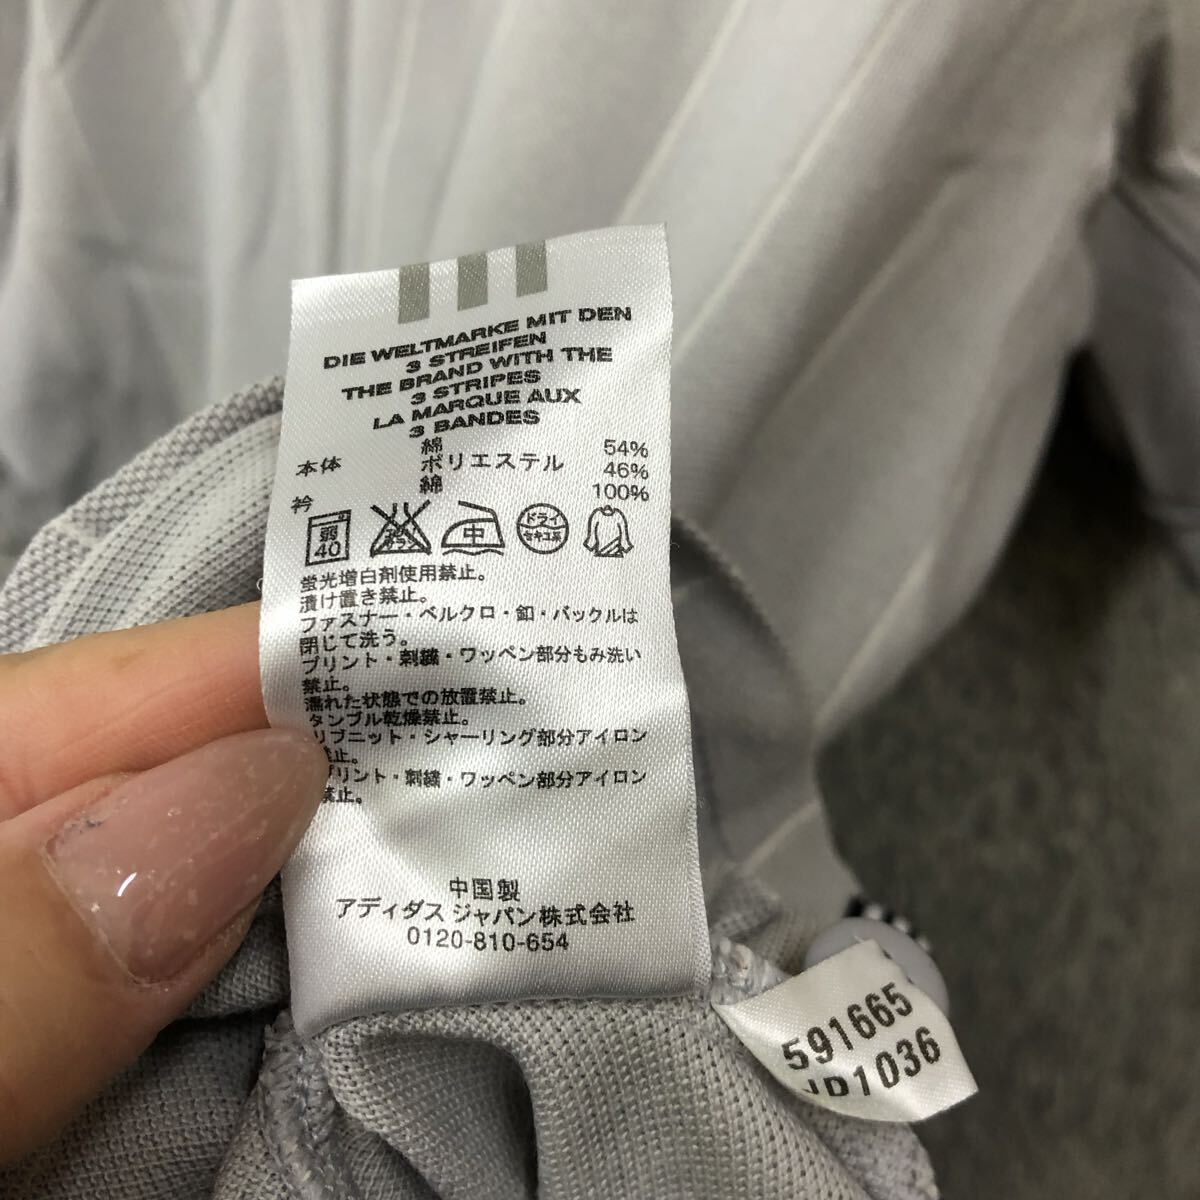 DIE WELTMARKE MIT DEN
3 STREIFEN
THE BRAND WITH THE
3 STRIPES
LA MARQUE AUX
3 BANDES
本体 綿 54%
ポリエステル 46%
衿 綿 100%
弱
40
中
ドライ
セキユ系
蛍光増白剤使用禁止。
漬け置き禁止。
ファスナー・ベルクロ・釦・バックルは
閉じて洗う。
プリント・刺繍・ワッペン部分もみ洗い
禁止。
濡れた状態での放置禁止。
タンブル乾燥禁止。
リブニット・シャーリング部分アイロン
禁止。
プリント・刺繍・ワッペン部分アイロン
禁止。
中国製
アディダス ジャパン株式会社
0120-810-654
591665
JP1036